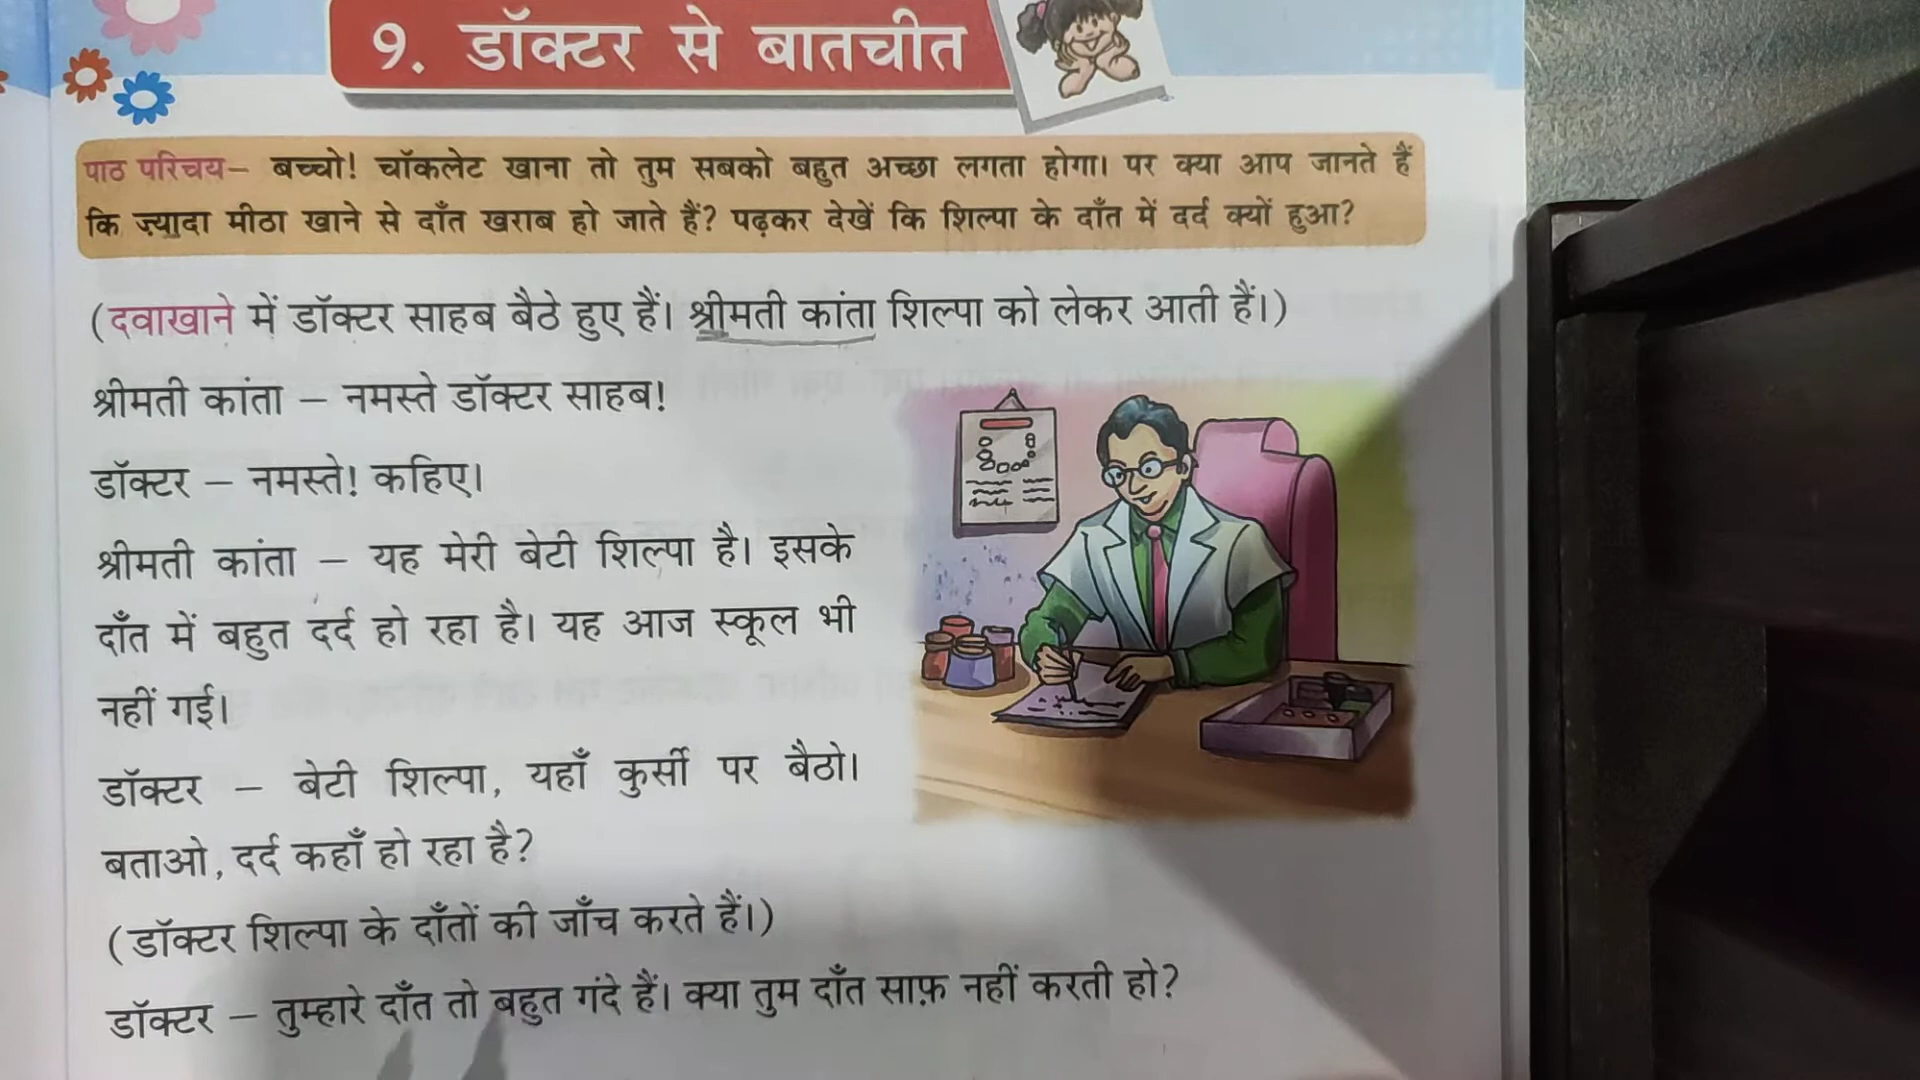 9. डॉक्टर से बातचीत
पाठ परिचय– बच्चो! चॉकलेट खाना तो तुम सबको बहुत अच्छा लगता होगा। पर क्या आप जानते हैं
कि ज़्यादा मीठा खाने से दाँत खराब हो जाते हैं? पढ़कर देखें कि शिल्पा के दाँत में दर्द क्यों हुआ?
(दवाखाने में डॉक्टर साहब बैठे हुए हैं। श्रीमती कांता शिल्पा को लेकर आती हैं।)
श्रीमती कांता – नमस्ते डॉक्टर साहब!
डॉक्टर – नमस्ते! कहिए।
श्रीमती कांता – यह मेरी बेटी शिल्पा है। इसके
दाँत में बहुत दर्द हो रहा है। यह आज स्कूल भी
नहीं गई।
डॉक्टर – बेटी शिल्पा, यहाँ कुर्सी पर बैठो।
बताओ, दर्द कहाँ हो रहा है?
(डॉक्टर शिल्पा के दाँतों की जाँच करते हैं।)
डॉक्टर – तुम्हारे दाँत तो बहुत गंदे हैं। क्या तुम दाँत साफ़ नहीं करती हो?